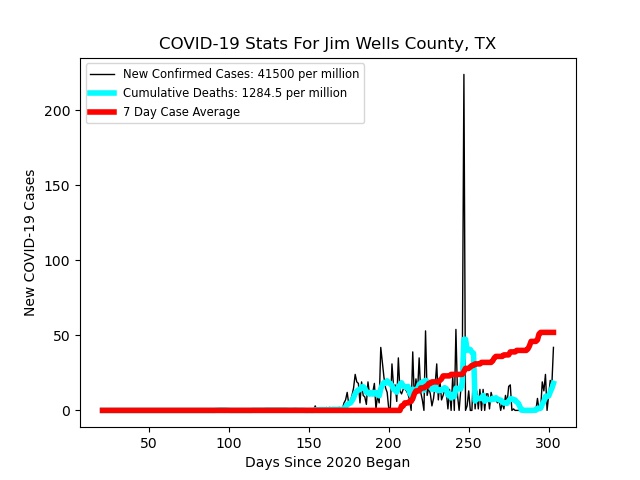 COVID-19 Stats For Jim Wells County, TX
New Confirmed Cases: 41500 per million
Cumulative Deaths: 1284.5 per million
7 Day Case Average
New COVID-19 Cases
200
150
100
50
0
50 100 150 200 250 300
Days Since 2020 Began